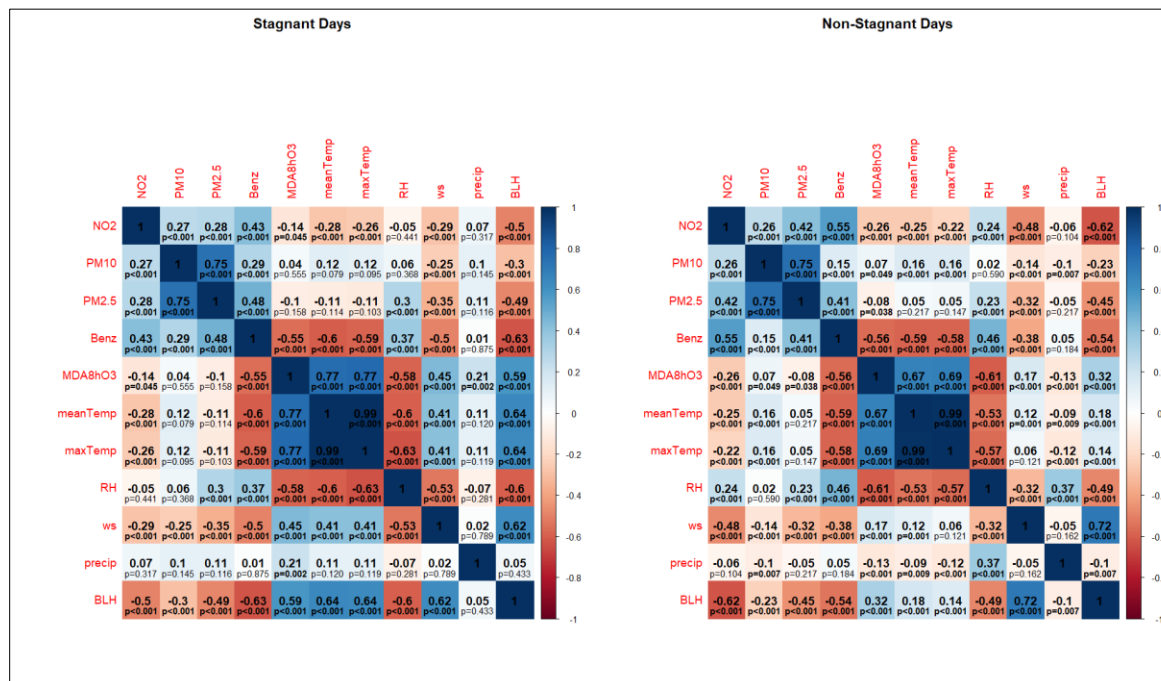 Stagnant Days
NO2 PM10 PM2.5 Benz MDA8hO3 meanTemp maxTemp RH ws precip BLH
NO2 1 0.27 0.28 0.43 -0.14 -0.28 -0.26 -0.05 -0.29 0.07 -0.5
p<0.001 p<0.001 p<0.001 p=0.045 p<0.001 p<0.001 p=0.441 p<0.001 p=0.317 p<0.001
PM10 0.27 1 0.75 0.29 0.04 0.12 0.12 0.06 -0.25 0.1 -0.3
p<0.001 p<0.001 p<0.001 p=0.555 p=0.079 p=0.095 p=0.368 p<0.001 p=0.145 p<0.001
PM2.5 0.28 0.75 1 0.48 -0.1 -0.11 -0.11 0.3 -0.35 0.11 -0.49
p<0.001 p<0.001 p<0.001 p=0.158 p=0.114 p=0.103 p<0.001 p<0.001 p=0.116 p<0.001
Benz 0.43 0.29 0.48 1 -0.55 -0.6 -0.59 0.37 -0.5 0.01 -0.63
p<0.001 p<0.001 p<0.001 p<0.001 p<0.001 p<0.001 p<0.001 p<0.001 p=0.875 p<0.001
MDA8hO3 -0.14 0.04 -0.1 -0.55 1 0.77 0.77 -0.58 0.45 0.21 0.59
p=0.045 p=0.555 p=0.158 p<0.001 p<0.001 p<0.001 p<0.001 p<0.001 p=0.002 p<0.001
meanTemp -0.28 0.12 -0.11 -0.6 0.77 1 0.99 -0.6 0.41 0.11 0.64
p<0.001 p=0.079 p=0.114 p<0.001 p<0.001 p<0.001 p<0.001 p<0.001 p=0.120 p<0.001
maxTemp -0.26 0.12 -0.11 -0.59 0.77 0.99 1 -0.63 0.41 0.11 0.64
p<0.001 p=0.095 p=0.103 p<0.001 p<0.001 p<0.001 p<0.001 p<0.001 p=0.119 p<0.001
RH -0.05 0.06 0.3 0.37 -0.58 -0.6 -0.63 1 -0.53 -0.07 -0.6
p=0.441 p=0.368 p<0.001 p<0.001 p<0.001 p<0.001 p<0.001 p<0.001 p=0.281 p<0.001
ws -0.29 -0.25 -0.35 -0.5 0.45 0.41 0.41 -0.53 1 0.02 0.62
p<0.001 p<0.001 p<0.001 p<0.001 p<0.001 p<0.001 p<0.001 p<0.001 p=0.789 p<0.001
precip 0.07 0.1 0.11 0.01 0.21 0.11 0.11 -0.07 0.02 1 0.05
p=0.317 p=0.145 p=0.116 p=0.875 p=0.002 p=0.120 p=0.119 p=0.281 p=0.789 p=0.433
BLH -0.5 -0.3 -0.49 -0.63 0.59 0.64 0.64 -0.6 0.62 0.05 1
p<0.001 p<0.001 p<0.001 p<0.001 p<0.001 p<0.001 p<0.001 p<0.001 p<0.001 p=0.433
1
0.8
0.6
0.4
0.2
0
-0.2
-0.4
-0.6
-0.8
-1
Non-Stagnant Days
NO2 PM10 PM2.5 Benz MDA8hO3 meanTemp maxTemp RH ws precip BLH
NO2 1 0.26 0.42 0.55 -0.26 -0.25 -0.22 0.24 -0.48 -0.06 -0.62
p<0.001 p<0.001 p<0.001 p<0.001 p<0.001 p<0.001 p<0.001 p<0.001 p=0.104 p<0.001
PM10 0.26 1 0.75 0.15 0.07 0.16 0.16 0.02 -0.14 -0.1 -0.23
p<0.001 p<0.001 p<0.001 p=0.049 p<0.001 p<0.001 p=0.590 p<0.001 p=0.007 p<0.001
PM2.5 0.42 0.75 1 0.41 -0.08 0.05 0.05 0.23 -0.32 -0.05 -0.45
p<0.001 p<0.001 p<0.001 p=0.038 p=0.217 p=0.147 p<0.001 p<0.001 p=0.217 p<0.001
Benz 0.55 0.15 0.41 1 -0.56 -0.59 -0.58 0.46 -0.38 0.05 -0.54
p<0.001 p<0.001 p<0.001 p<0.001 p<0.001 p<0.001 p<0.001 p<0.001 p=0.184 p<0.001
MDA8hO3 -0.26 0.07 -0.08 -0.56 1 0.67 0.69 -0.61 0.17 -0.13 0.32
p<0.001 p=0.049 p=0.038 p<0.001 p<0.001 p<0.001 p<0.001 p<0.001 p<0.001 p<0.001
meanTemp -0.25 0.16 0.05 -0.59 0.67 1 0.99 -0.53 0.12 -0.09 0.18
p<0.001 p<0.001 p=0.217 p<0.001 p<0.001 p<0.001 p<0.001 p=0.001 p=0.009 p<0.001
maxTemp -0.22 0.16 0.05 -0.58 0.69 0.99 1 -0.57 0.06 -0.12 0.14
p<0.001 p<0.001 p=0.147 p<0.001 p<0.001 p<0.001 p<0.001 p=0.121 p<0.001 p<0.001
RH 0.24 0.02 0.23 0.46 -0.61 -0.53 -0.57 1 -0.32 0.37 -0.49
p<0.001 p=0.590 p<0.001 p<0.001 p<0.001 p<0.001 p<0.001 p<0.001 p<0.001 p<0.001
ws -0.48 -0.14 -0.32 -0.38 0.17 0.12 0.06 -0.32 1 -0.05 0.72
p<0.001 p<0.001 p<0.001 p<0.001 p<0.001 p=0.001 p=0.121 p<0.001 p=0.162 p<0.001
precip -0.06 -0.1 -0.05 0.05 -0.13 -0.09 -0.12 0.37 -0.05 1 -0.1
p=0.104 p=0.007 p=0.217 p=0.184 p<0.001 p=0.009 p<0.001 p<0.001 p=0.162 p=0.007
BLH -0.62 -0.23 -0.45 -0.54 0.32 0.18 0.14 -0.49 0.72 -0.1 1
p<0.001 p<0.001 p<0.001 p<0.001 p<0.001 p<0.001 p<0.001 p<0.001 p<0.001 p=0.007
1
0.8
0.6
0.4
0.2
0
-0.2
-0.4
-0.6
-0.8
-1